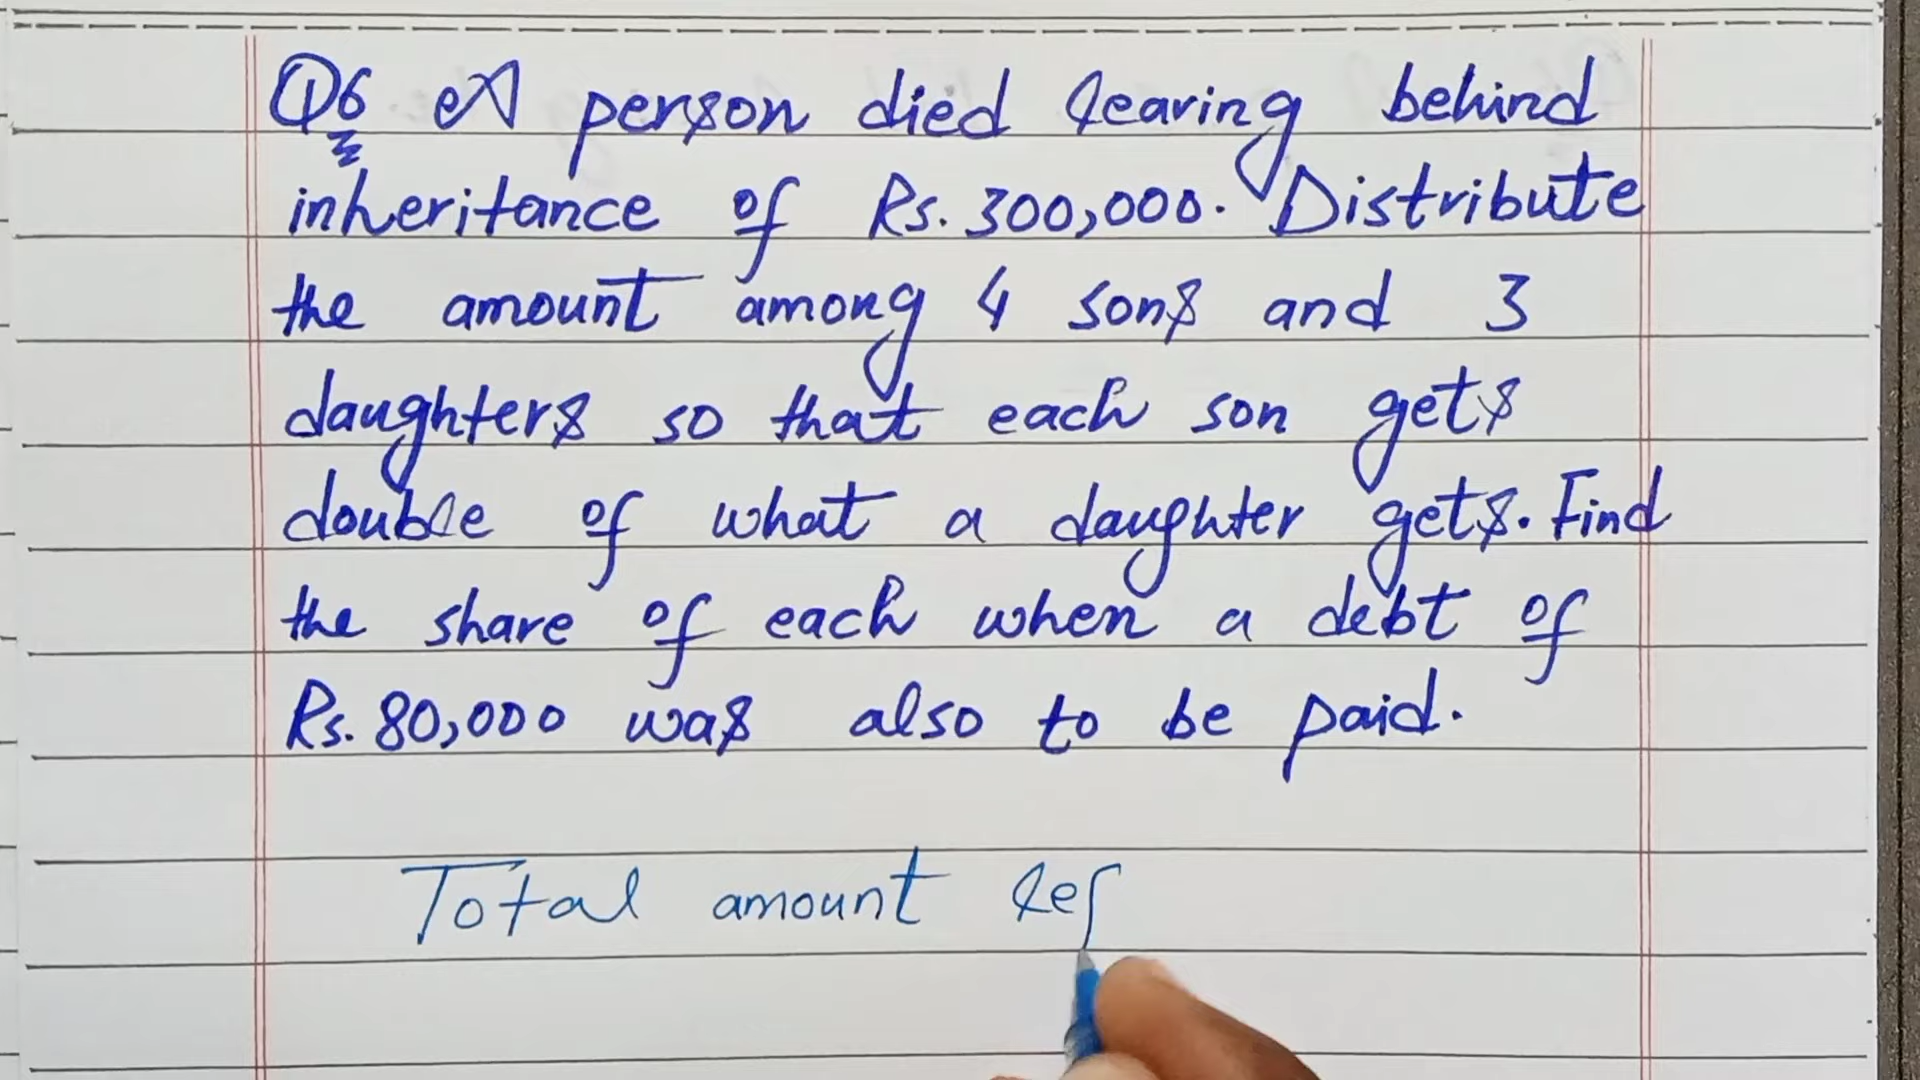 Q6 A person died leaving behind
inheritance of Rs. 300,000. Distribute
the amount among 4 sons and 3
daughters so that each son gets
double of what a daughter gets. Find
the share of each when a debt of
Rs. 80,000 was also to be paid.
Total amount lef